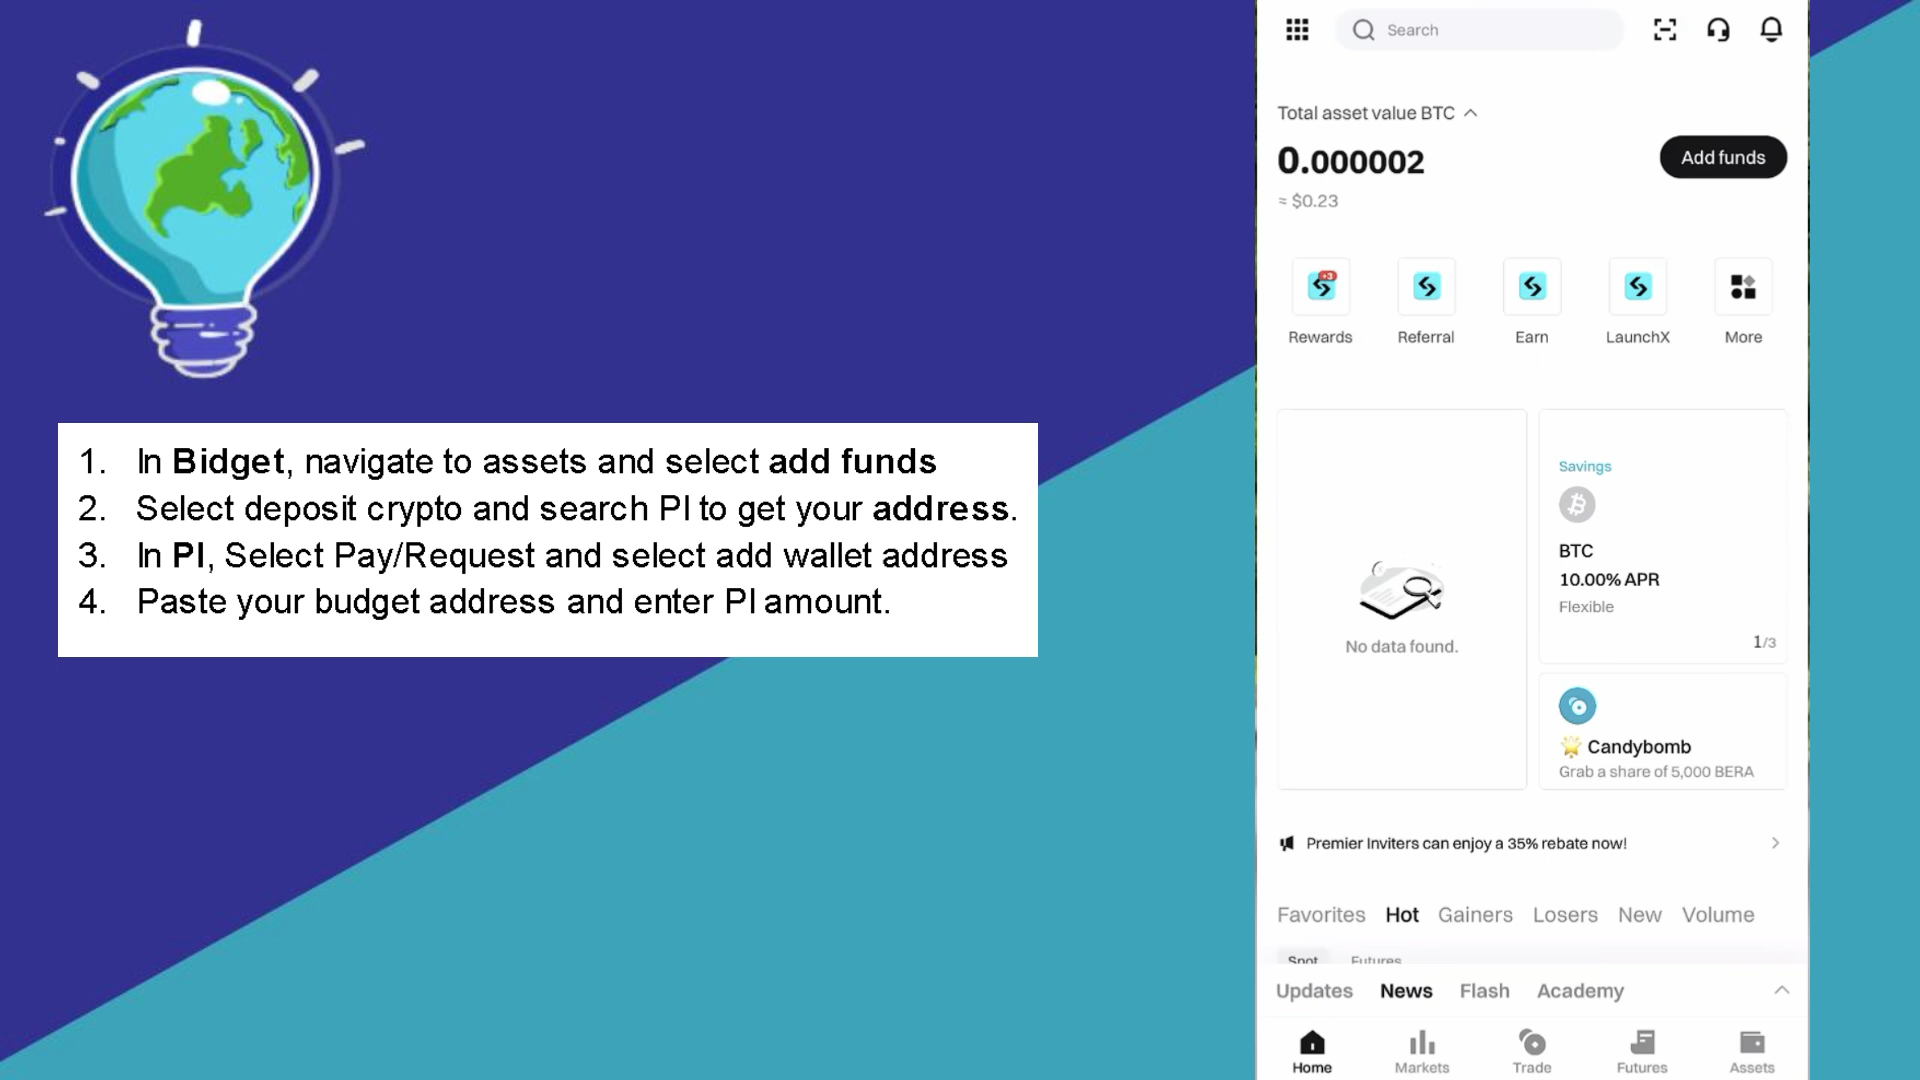 1. In Bidget, navigate to assets and select add funds
2. Select deposit crypto and search PI to get your address.
3. In PI, Select Pay/Request and select add wallet address
4. Paste your budget address and enter PI amount.
Search
Total asset value BTC
0.000002
Add funds
≈ $0.23
+3
Rewards Referral Earn LaunchX More
Savings
BTC
10.00% APR
Flexible
1/3
No data found.
Candybomb
Grab a share of 5,000 BERA
Premier Inviters can enjoy a 35% rebate now!
Favorites Hot Gainers Losers New Volume
Spot Futures
Updates News Flash Academy
Home Markets Trade Futures Assets